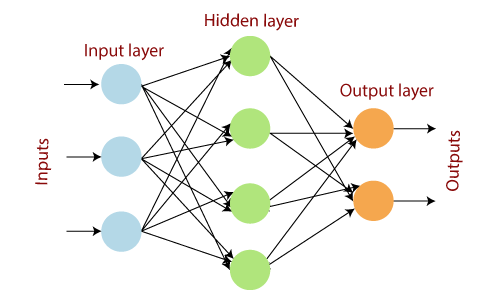 Hidden layer
Input layer
Output layer
Inputs
Outputs